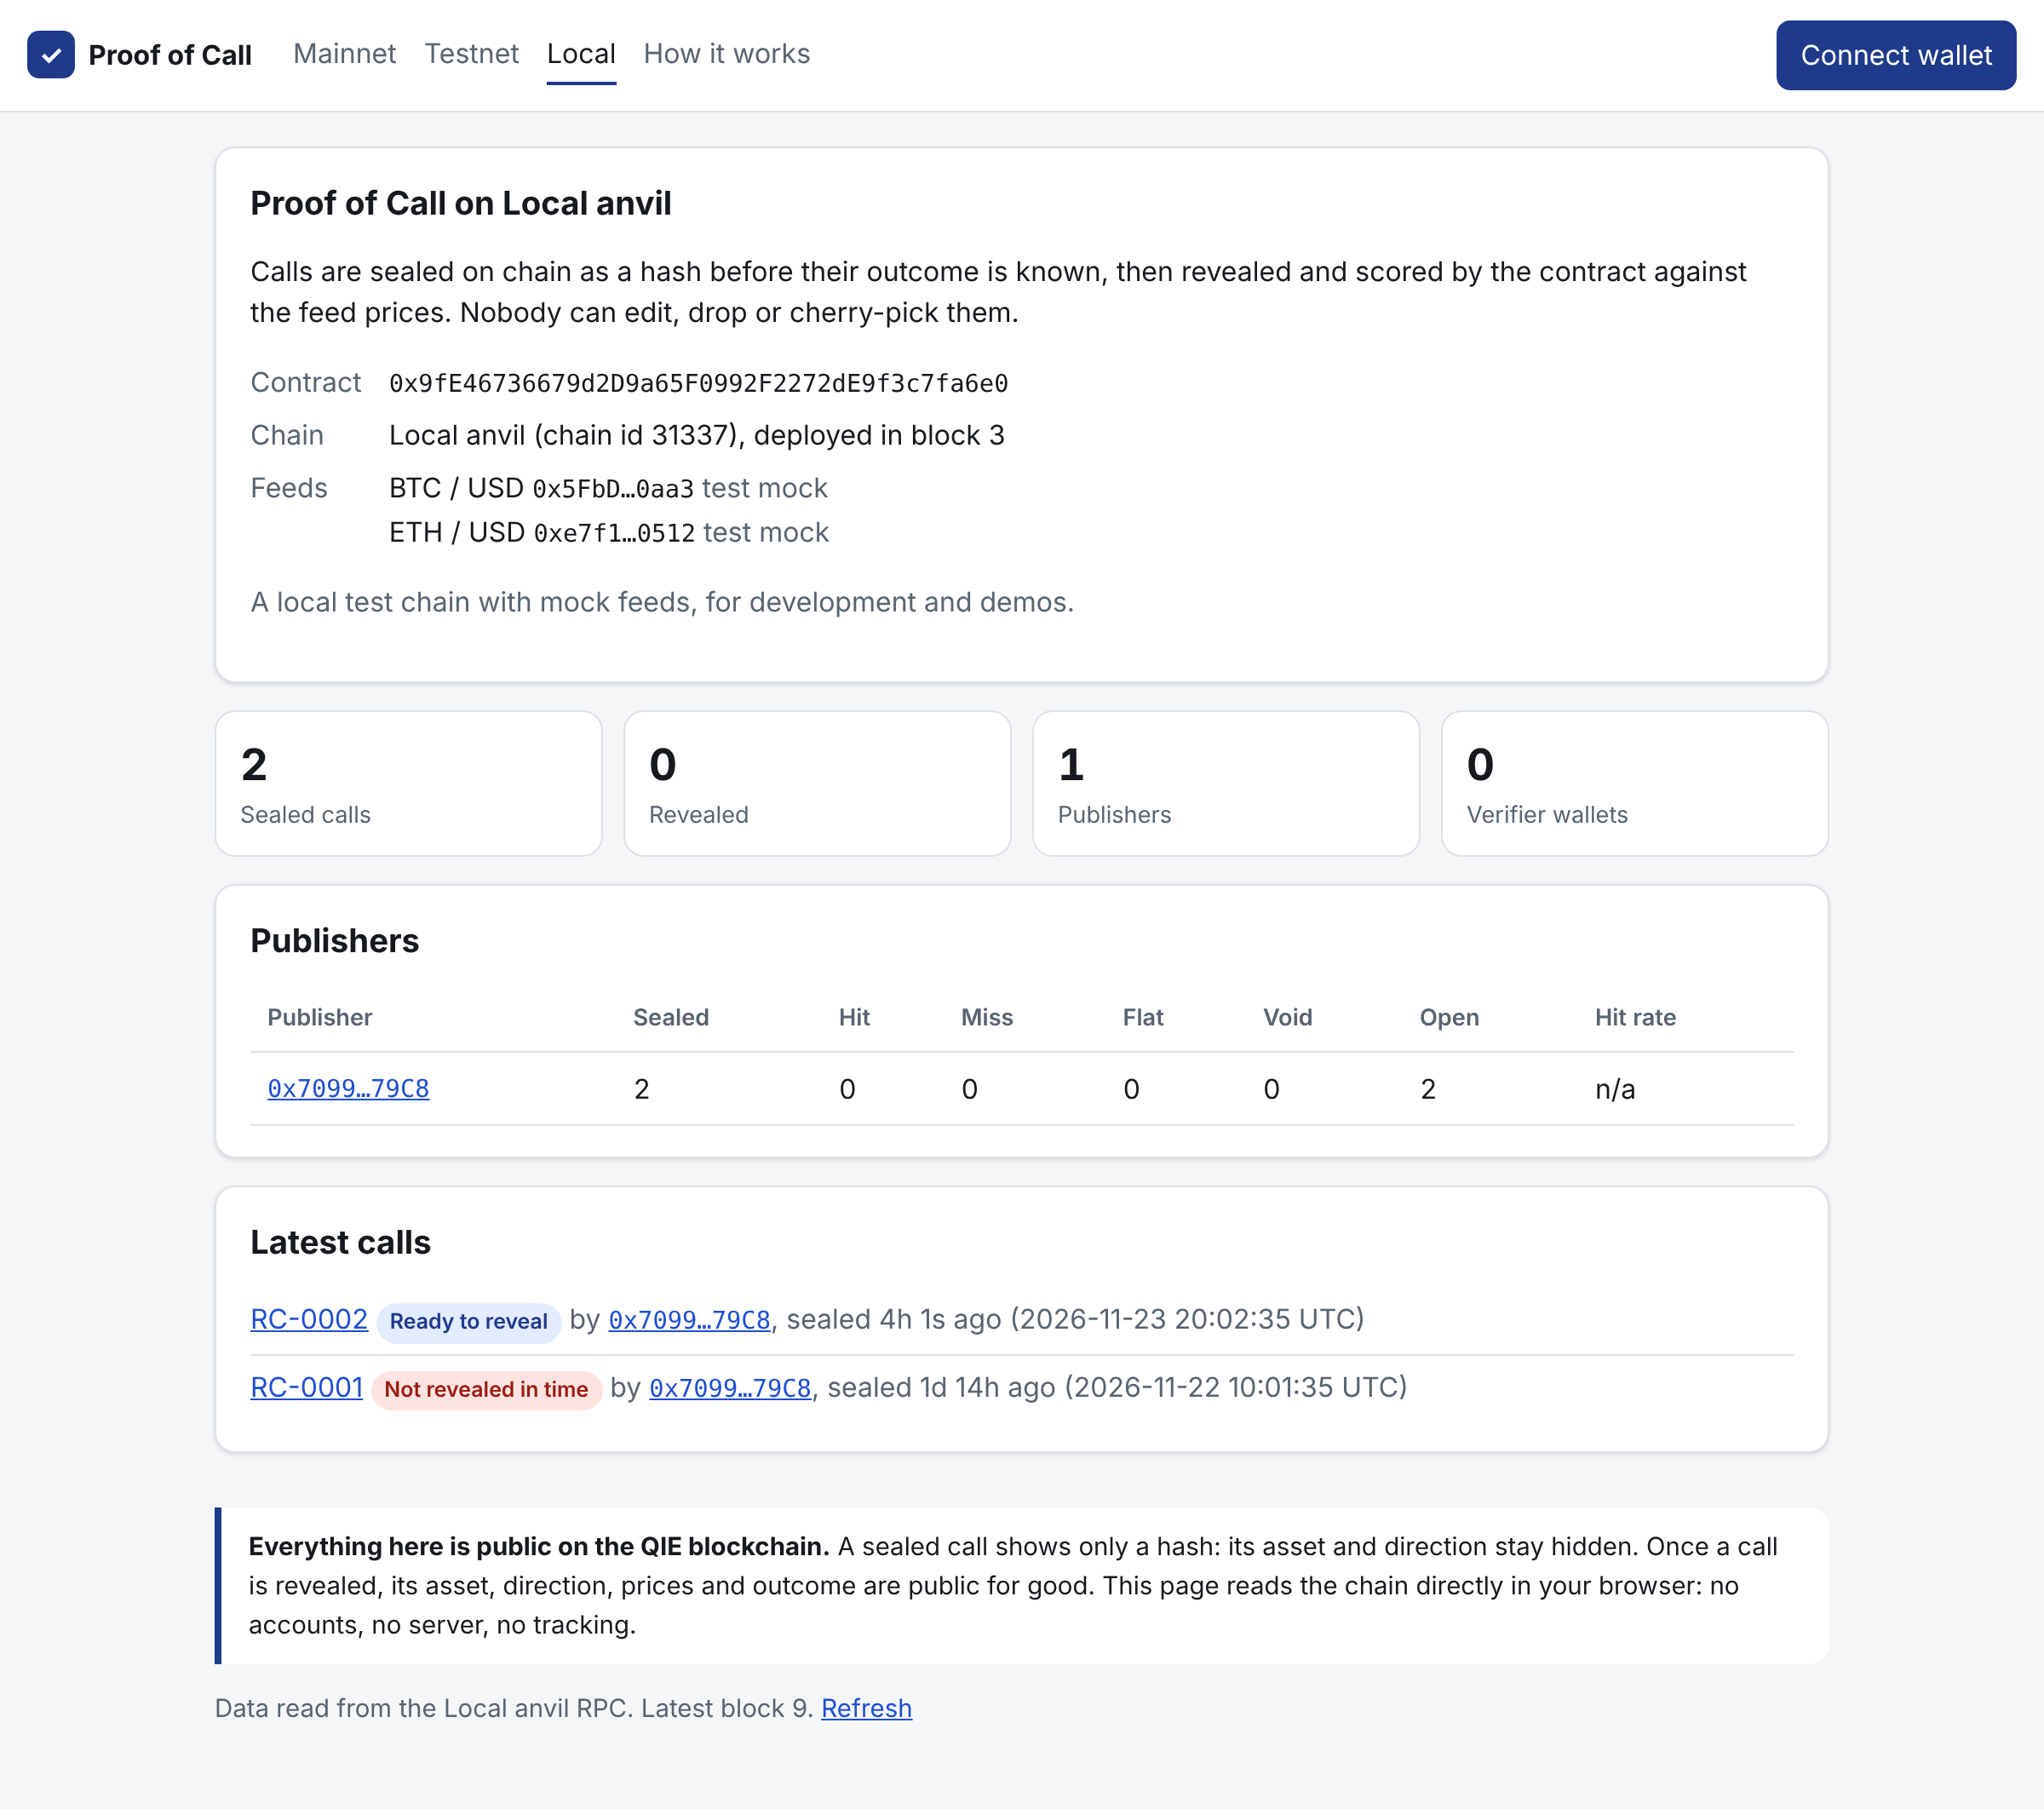 Proof of Call
Mainnet
Testnet
Local
How it works
Connect wallet
Proof of Call on Local anvil
Calls are sealed on chain as a hash before their outcome is known, then revealed and scored by the contract against
the feed prices. Nobody can edit, drop or cherry-pick them.
Contract 0x9fE46736679d2D9a65F0992F2272dE9f3c7fa6e0
Chain Local anvil (chain id 31337), deployed in block 3
Feeds BTC / USD 0x5FbD…0aa3 test mock
ETH / USD 0xe7f1…0512 test mock
A local test chain with mock feeds, for development and demos.
2
Sealed calls
0
Revealed
1
Publishers
0
Verifier wallets
Publishers
Publisher Sealed Hit Miss Flat Void Open Hit rate
0x7099…79C8 2 0 0 0 0 2 n/a
Latest calls
RC-0002 Ready to reveal by 0x7099…79C8, sealed 4h 1s ago (2026-11-23 20:02:35 UTC)
RC-0001 Not revealed in time by 0x7099…79C8, sealed 1d 14h ago (2026-11-22 10:01:35 UTC)
Everything here is public on the QIE blockchain. A sealed call shows only a hash: its asset and direction stay hidden. Once a call
is revealed, its asset, direction, prices and outcome are public for good. This page reads the chain directly in your browser: no
accounts, no server, no tracking.
Data read from the Local anvil RPC. Latest block 9. Refresh